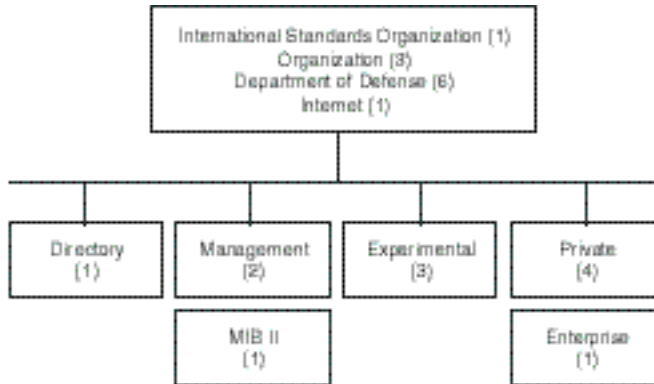 International Standards Organization (1)
Organization (3)
Department of Defense (6)
Internet (1)
Directory
(1)
Management
(2)
Experimental
(3)
Private
(4)
MIB II
(1)
Enterprise
(1)